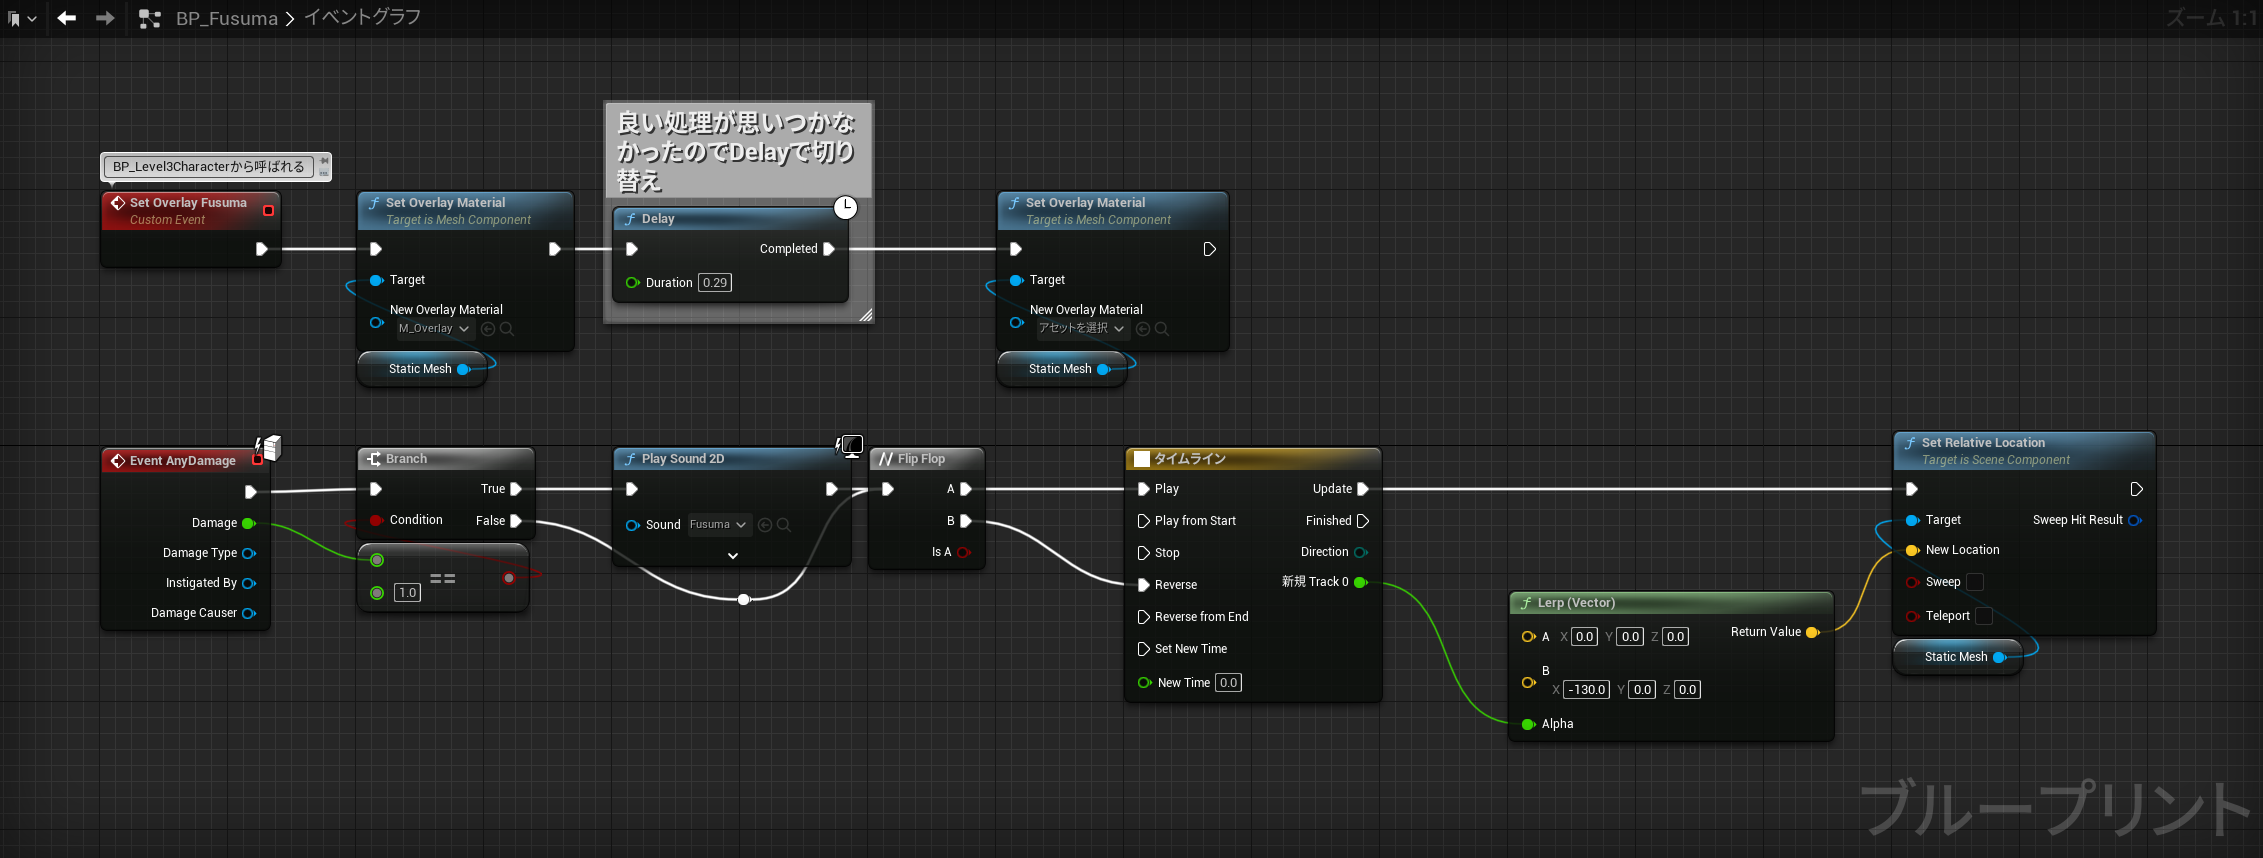 BP_Fusuma > イベントグラフ
ズーム 1:1
良い処理が思いつかな
かったのでDelayで切り
替え
BP_Level3Characterから呼ばれる
Set Overlay Fusuma
Custom Event
Set Overlay Material
Target is Mesh Component
Target
New Overlay Material
M_Overlay
Static Mesh
Delay
Completed
Duration 0.29
Set Overlay Material
Target is Mesh Component
Target
New Overlay Material
アセットを選択
Static Mesh
Event AnyDamage
Damage
Damage Type
Instigated By
Damage Causer
Branch
True
Condition False
==
1.0
Play Sound 2D
Sound Fusuma
Flip Flop
A
B
Is A
タイムライン
Play Update
Play from Start Finished
Stop Direction
Reverse 新規 Track 0
Reverse from End
Set New Time
New Time 0.0
Lerp (Vector)
A X 0.0 Y 0.0 Z 0.0 Return Value
B
X -130.0 Y 0.0 Z 0.0
Alpha
Set Relative Location
Target is Scene Component
Target Sweep Hit Result
New Location
Sweep
Teleport
Static Mesh
ブループリント